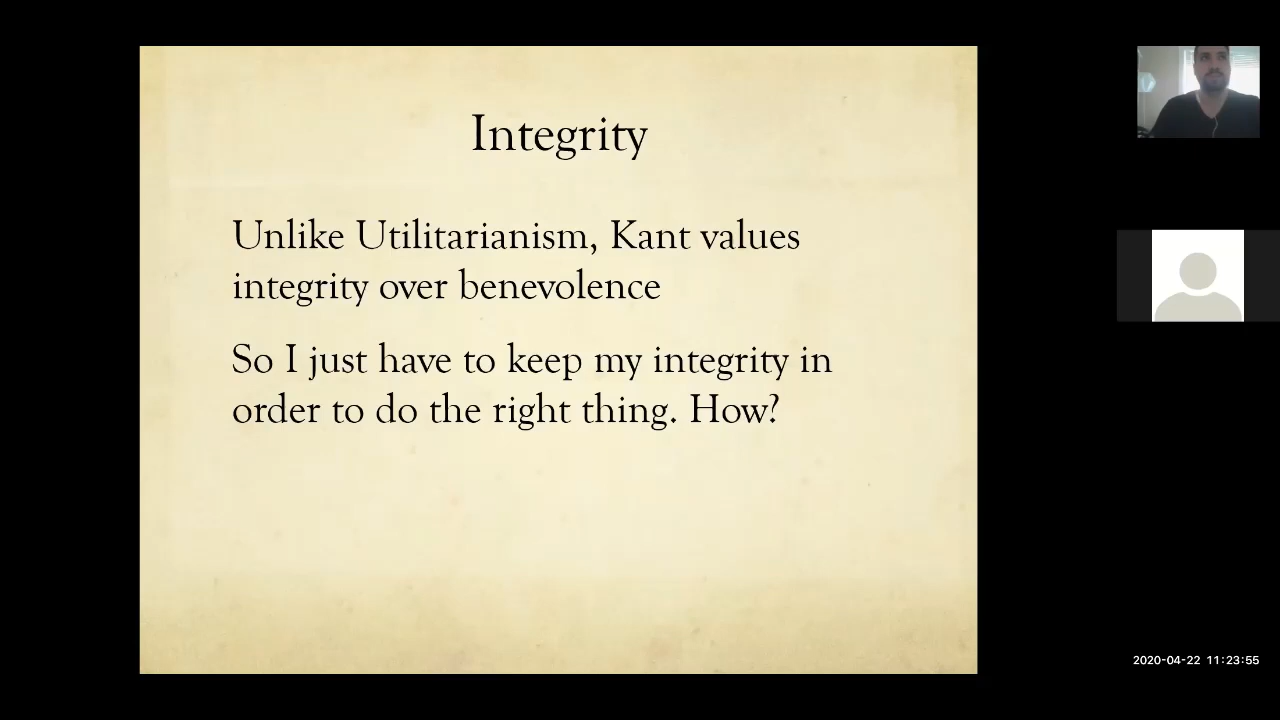 Integrity
Unlike Utilitarianism, Kant values
integrity over benevolence
So I just have to keep my integrity in
order to do the right thing. How?
2020-04-22 11:23:55